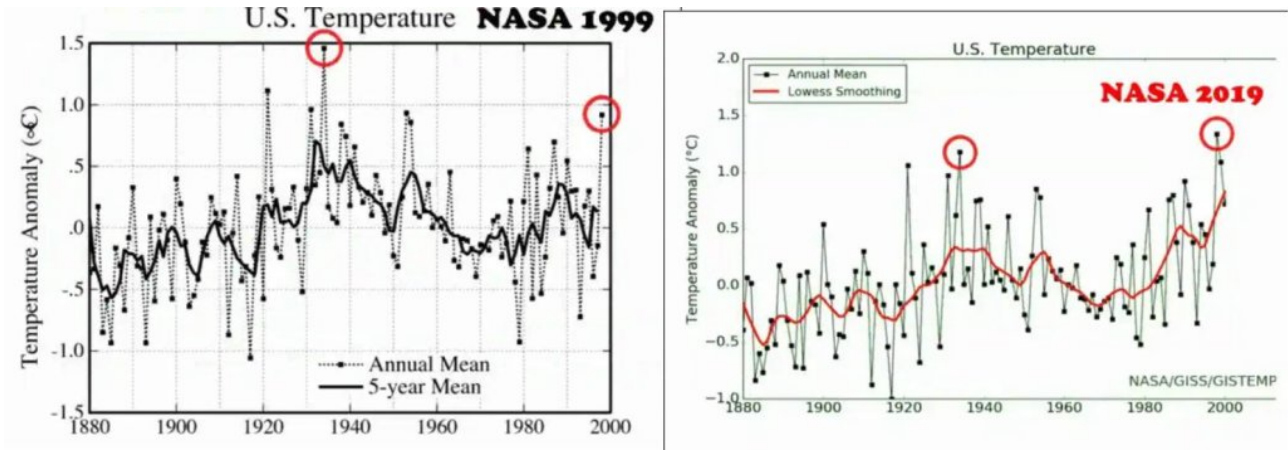 U.S. Temperature NASA 1999
Temperature Anomaly (°C)
1.5
1.0
.5
.0
-.5
-1.0
-1.5
Annual Mean
5-year Mean
1880 1900 1920 1940 1960 1980 2000
U.S. Temperature
NASA 2019
Annual Mean
Lowess Smoothing
Temperature Anomaly (°C)
2.0
1.5
1.0
0.5
0.0
−0.5
−1.0
NASA/GISS/GISTEMP
1880 1900 1920 1940 1960 1980 2000